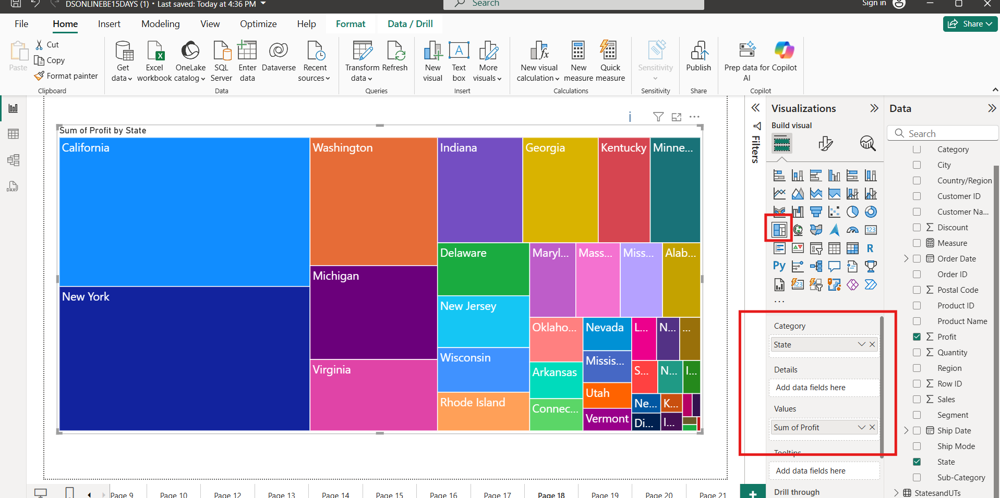 DSONLINEBE15DAYS (1) • Last saved: Today at 4:36 PM
Search
Sign in
File Home Insert Modeling View Optimize Help Format Data / Drill
Share
Paste
Cut
Copy
Format painter
Clipboard
Get data
Excel workbook
OneLake catalog
SQL Server
Enter data
Dataverse
Recent sources
Data
Transform data
Refresh
Queries
New visual
Text box
More visuals
Insert
New visual calculation
New measure
Quick measure
Calculations
Sensitivity
Sensitivity
Publish
Share
Prep data for AI
Copilot
Copilot
Sum of Profit by State
California
New York
Washington
Michigan
Virginia
Indiana
Georgia
Kentucky
Minne...
Delaware
New Jersey
Wisconsin
Rhode Island
Maryl...
Mass...
Miss...
Alab...
Oklaho...
Arkansas
Connec...
Nevada
Missis...
Utah
Vermont
L...
N...
...
S...
N...
I...
Ne...
K...
Di...
I...
Filters
Visualizations
Build visual
123
R
Py
123
...
Category
State
Details
Add data fields here
Values
Sum of Profit
Tooltips
Add data fields here
Drill through
Data
Search
Category
City
Country/Region
Customer ID
Customer Na...
Discount
Measure
Order Date
Order ID
Postal Code
Product ID
Product Name
Profit
Quantity
Region
Row ID
Sales
Segment
Ship Date
Ship Mode
State
Sub-Category
StatesandUTs
DAX
Page 9
Page 10
Page 12
Page 13
Page 14
Page 15
Page 16
Page 17
Page 18
Page 19
Page 20
Page 21
+